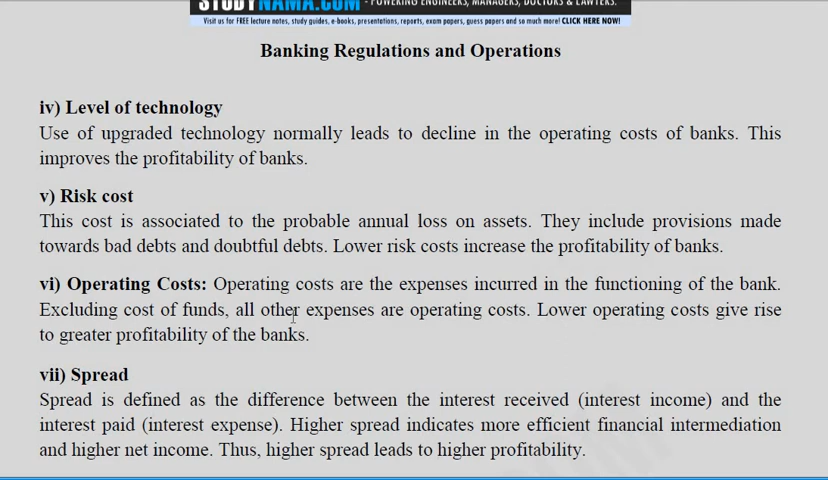 STUDYNAMA.COM - POWERING ENGINEERS, MANAGERS, DOCTORS & LAWYERS.
Visit us for FREE lecture notes, study guides, e-books, presentations, reports, exam papers, guess papers and so much more! CLICK HERE NOW!
Banking Regulations and Operations
iv) Level of technology
Use of upgraded technology normally leads to decline in the operating costs of banks. This
improves the profitability of banks.
v) Risk cost
This cost is associated to the probable annual loss on assets. They include provisions made
towards bad debts and doubtful debts. Lower risk costs increase the profitability of banks.
vi) Operating Costs: Operating costs are the expenses incurred in the functioning of the bank.
Excluding cost of funds, all other expenses are operating costs. Lower operating costs give rise
to greater profitability of the banks.
vii) Spread
Spread is defined as the difference between the interest received (interest income) and the
interest paid (interest expense). Higher spread indicates more efficient financial intermediation
and higher net income. Thus, higher spread leads to higher profitability.